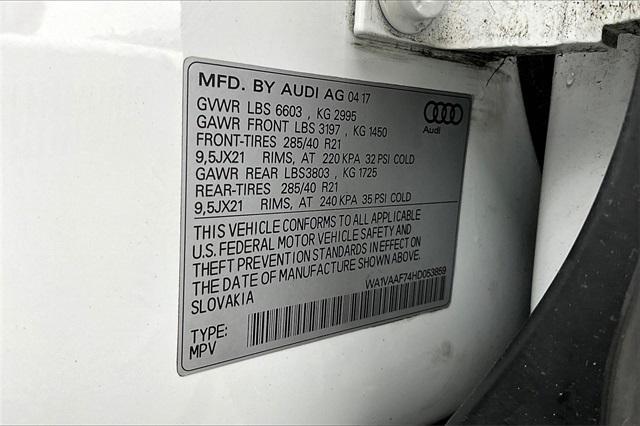 MFD. BY AUDI AG 04 17
GVWR LBS 6603 , KG 2995
GAWR FRONT LBS 3197 , KG 1450
FRONT-TIRES 285/40 R21
9,5JX21 RIMS, AT 220 KPA 32 PSI COLD
GAWR REAR LBS3803 , KG 1725
REAR-TIRES 285/40 R21
9,5JX21 RIMS, AT 240 KPA 35 PSI COLD
Audi
THIS VEHICLE CONFORMS TO ALL APPLICABLE
U.S. FEDERAL MOTOR VEHICLE SAFETY AND
THEFT PREVENTION STANDARDS IN EFFECT ON
THE DATE OF MANUFACTURE SHOWN ABOVE.
SLOVAKIA
WA1VAAF74HD053859
TYPE:
MPV